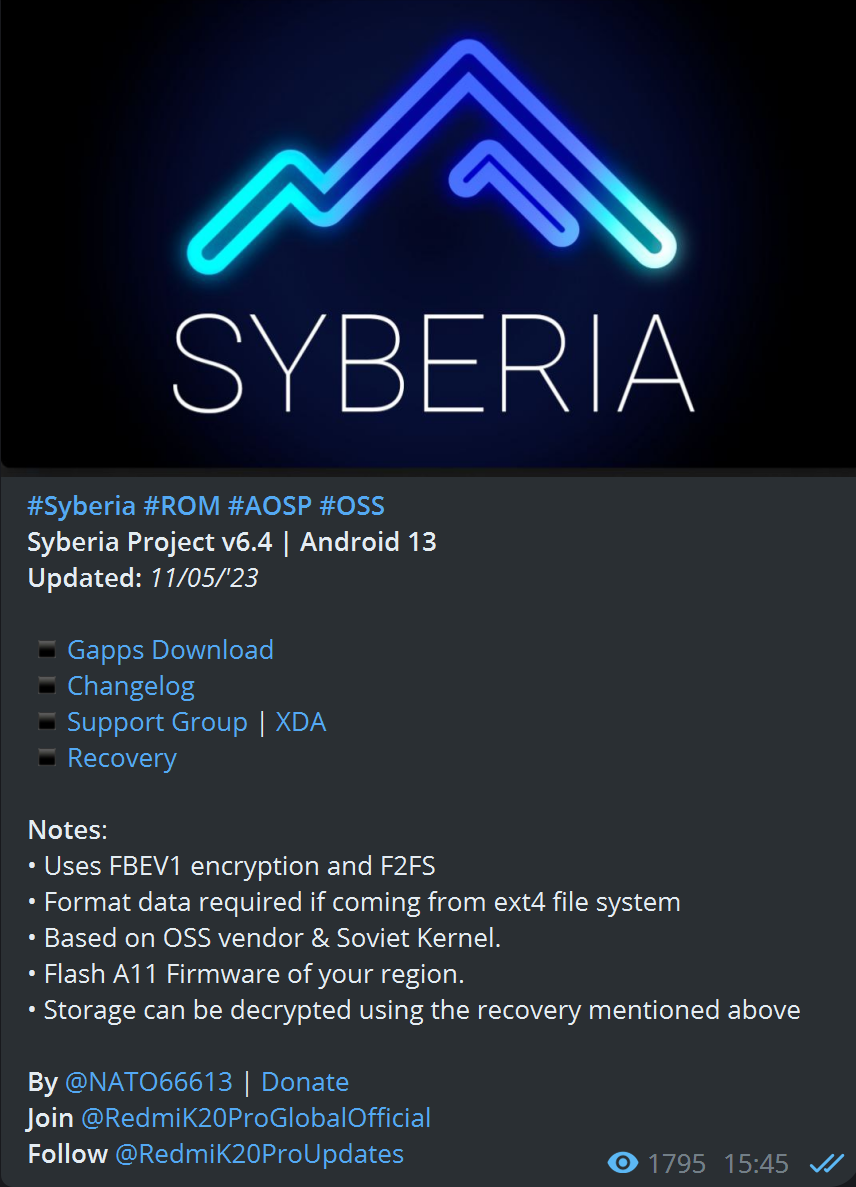 SYBERIA
#Syberia #ROM #AOSP #OSS
Syberia Project v6.4 | Android 13
Updated: 11/05/'23
▪ Gapps Download
▪ Changelog
▪ Support Group | XDA
▪ Recovery
Notes:
• Uses FBEV1 encryption and F2FS
• Format data required if coming from ext4 file system
• Based on OSS vendor & Soviet Kernel.
• Flash A11 Firmware of your region.
• Storage can be decrypted using the recovery mentioned above
By @NATO66613 | Donate
Join @RedmiK20ProGlobalOfficial
Follow @RedmiK20ProUpdates
1795 15:45